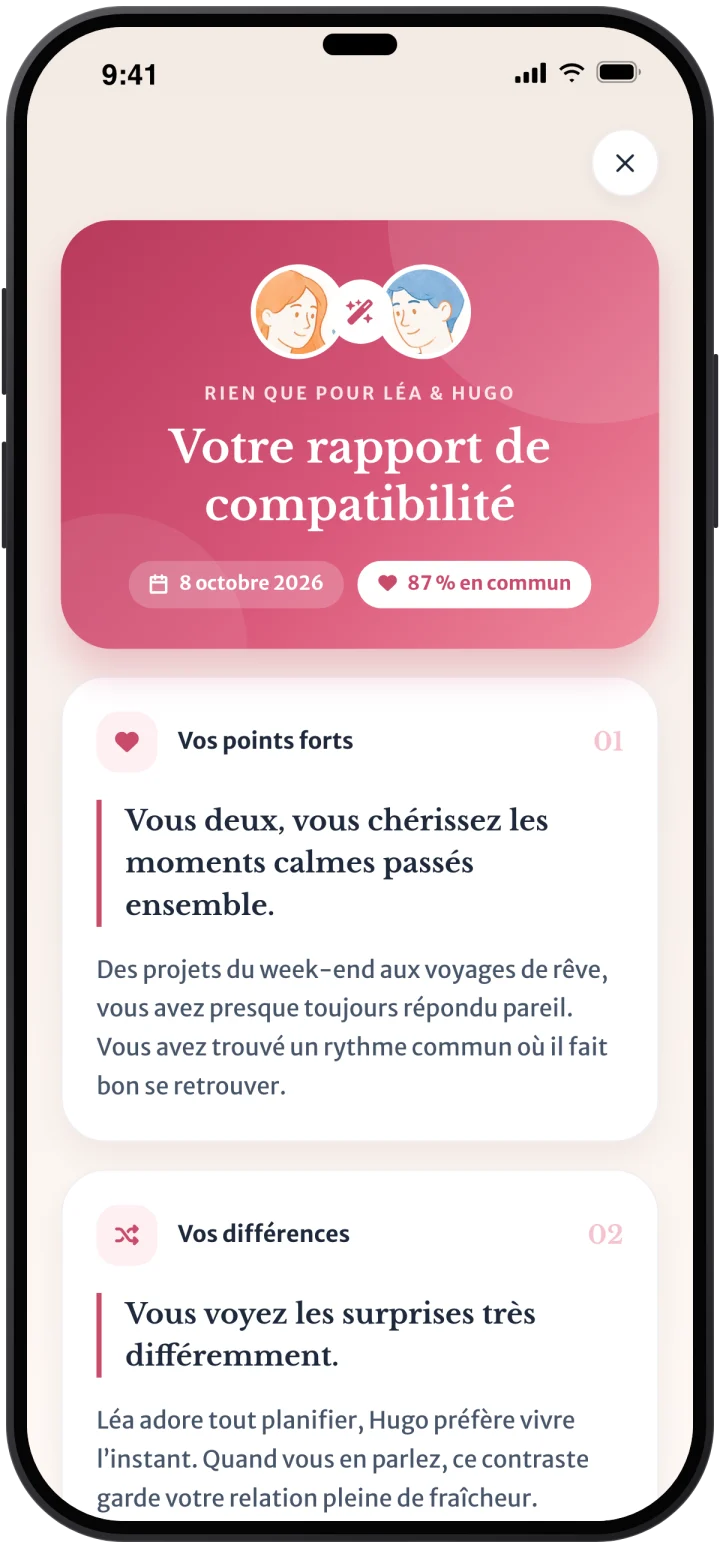 9:41
RIEN QUE POUR LÉA & HUGO
Votre rapport de
compatibilité
8 octobre 2026
87 % en commun
Vos points forts
01
Vous deux, vous chérissez les
moments calmes passés
ensemble.
Des projets du week-end aux voyages de rêve,
vous avez presque toujours répondu pareil.
Vous avez trouvé un rythme commun où il fait
bon se retrouver.
Vos différences
02
Vous voyez les surprises très
différemment.
Léa adore tout planifier, Hugo préfère vivre
l’instant. Quand vous en parlez, ce contraste
garde votre relation pleine de fraîcheur.